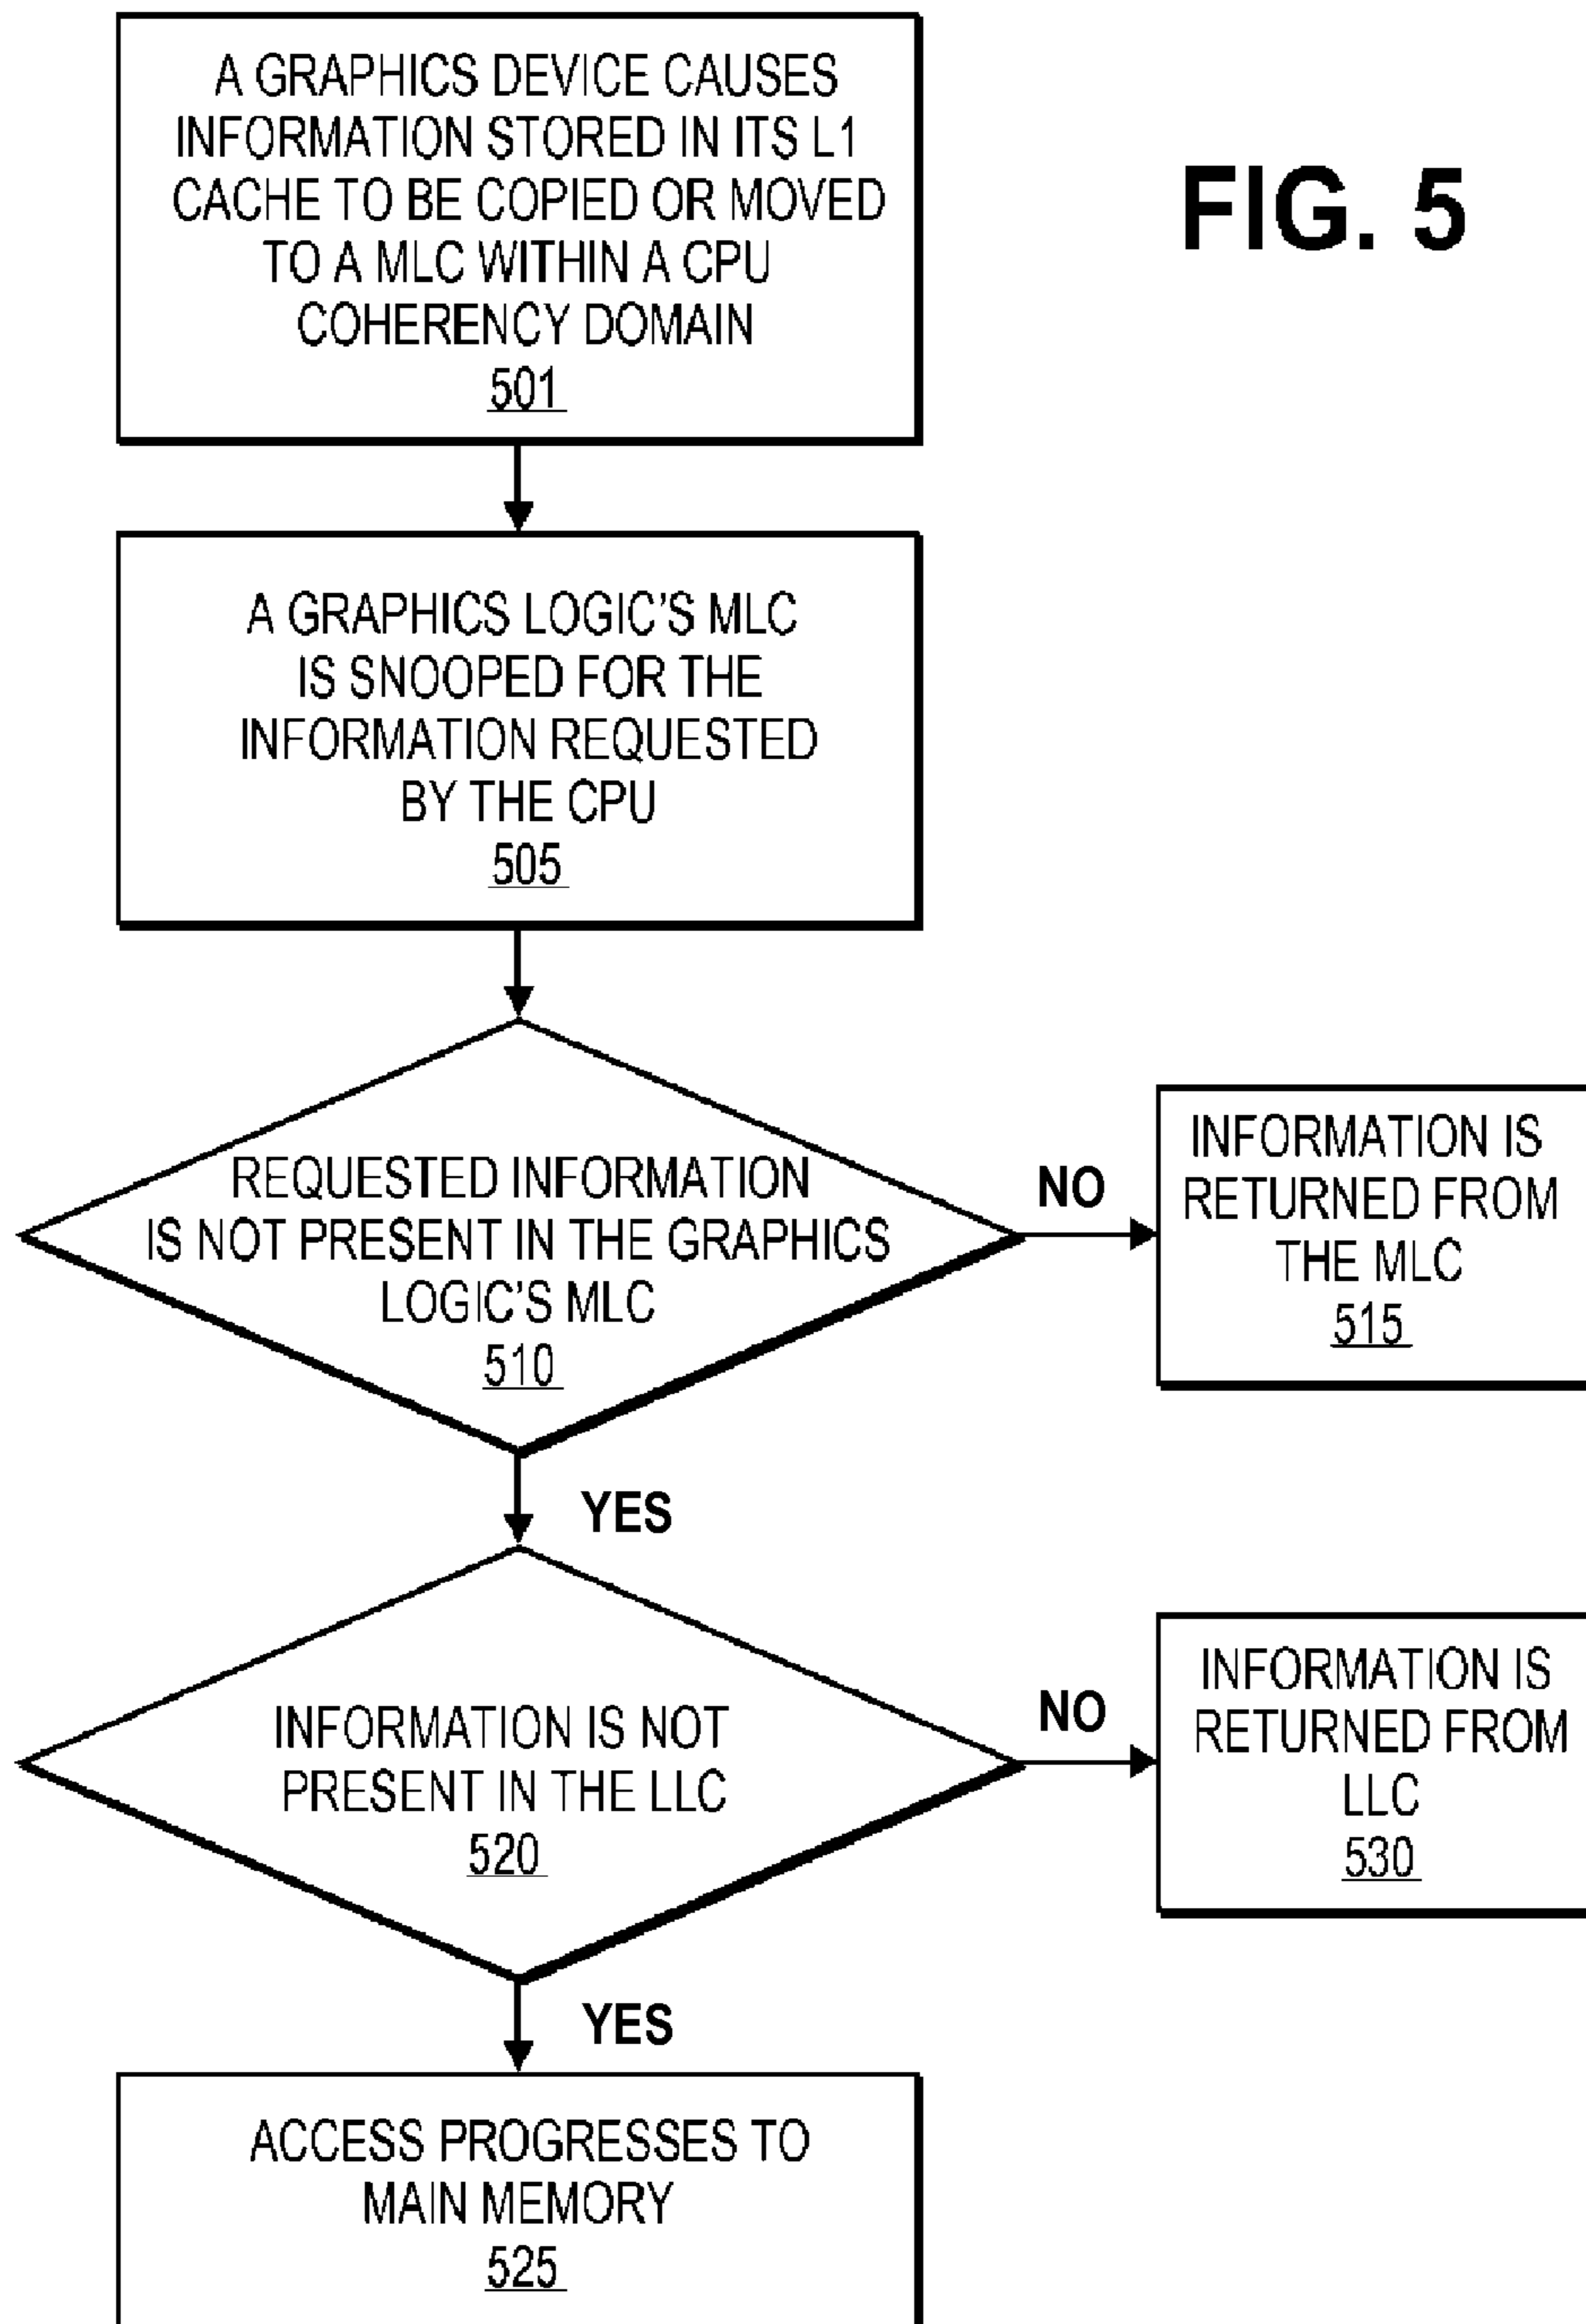 FIG. 5
A GRAPHICS DEVICE CAUSES
INFORMATION STORED IN ITS L1
CACHE TO BE COPIED OR MOVED
TO A MLC WITHIN A CPU
COHERENCY DOMAIN
501
A GRAPHICS LOGIC'S MLC
IS SNOOPED FOR THE
INFORMATION REQUESTED
BY THE CPU
505
REQUESTED INFORMATION
IS NOT PRESENT IN THE GRAPHICS
LOGIC'S MLC
510
NO
INFORMATION IS
RETURNED FROM
THE MLC
515
YES
INFORMATION IS NOT
PRESENT IN THE LLC
520
NO
INFORMATION IS
RETURNED FROM
LLC
530
YES
ACCESS PROGRESSES TO
MAIN MEMORY
525